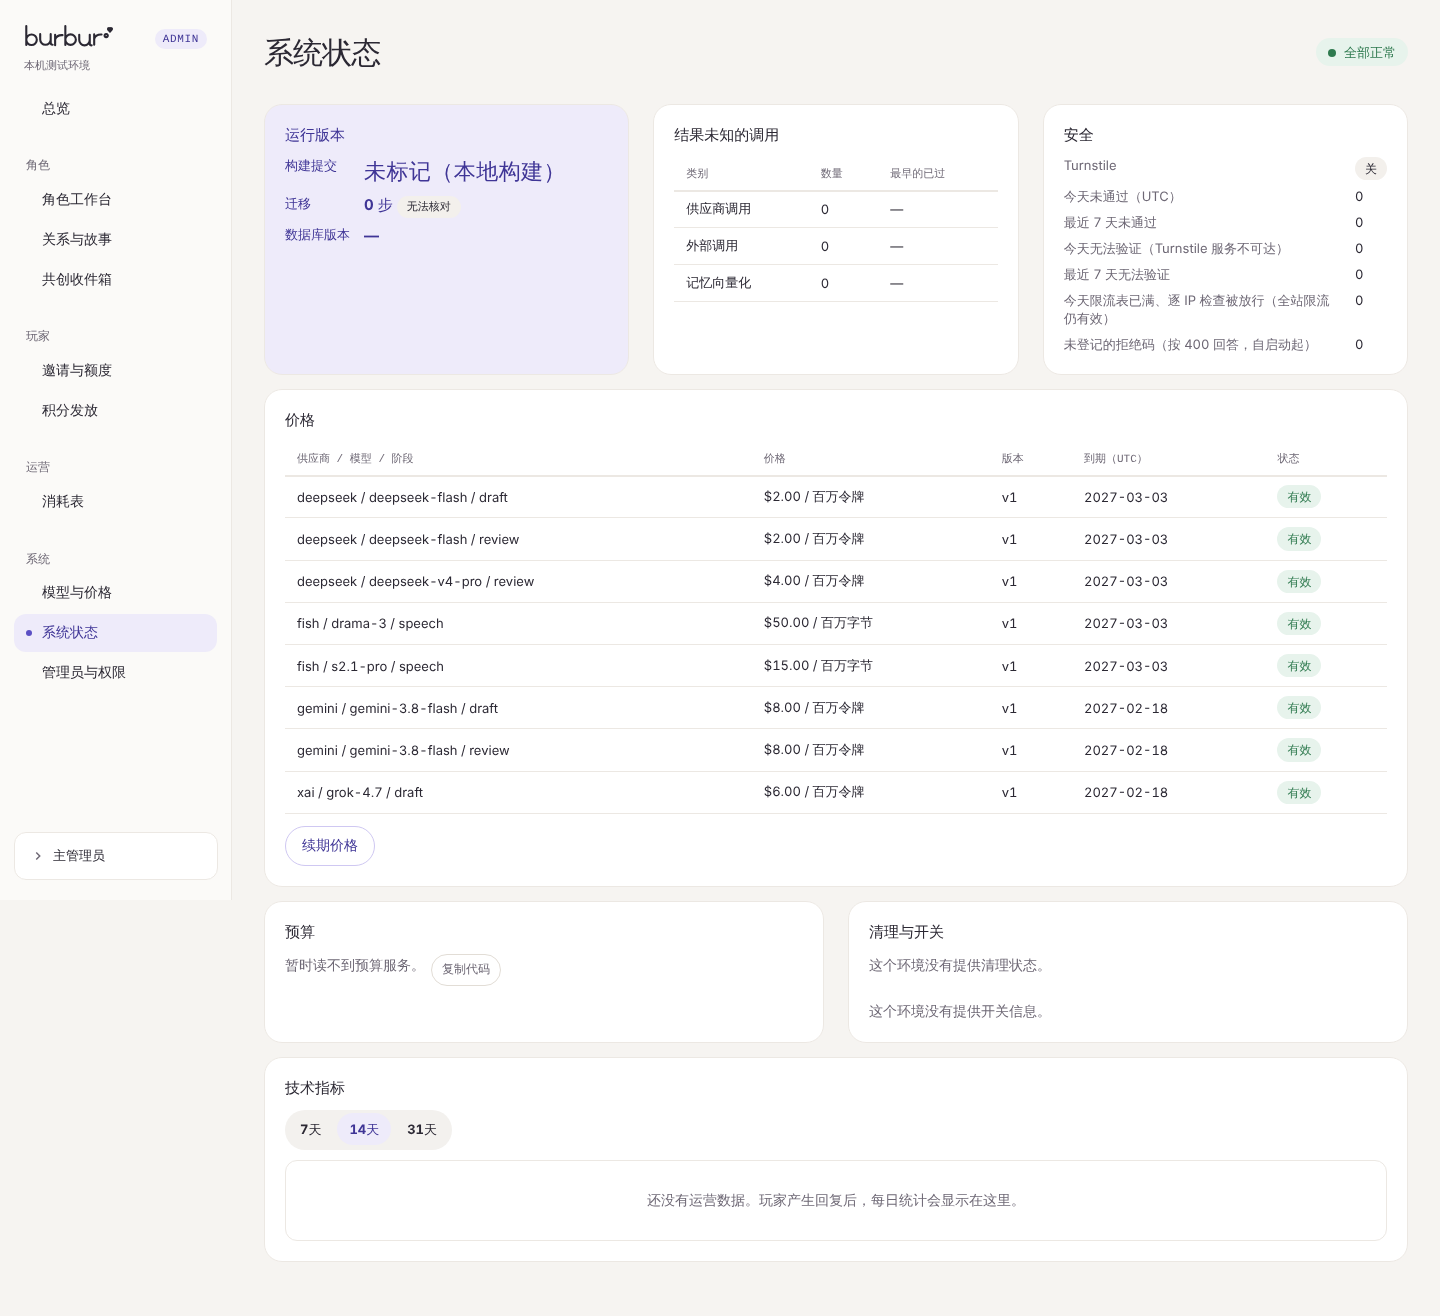 burbur
ADMIN
本机测试环境
总览
角色
角色工作台
关系与故事
共创收件箱
玩家
邀请与额度
积分发放
运营
消耗表
系统
模型与价格
系统状态
管理员与权限
主管理员
系统状态
全部正常
运行版本
构建提交 未标记（本地构建）
迁移 0 步 无法核对
数据库版本 —
结果未知的调用
类别 数量 最早的已过
供应商调用 0 —
外部调用 0 —
记忆向量化 0 —
安全
Turnstile 关
今天未通过（UTC） 0
最近 7 天未通过 0
今天无法验证（Turnstile 服务不可达） 0
最近 7 天无法验证 0
今天限流表已满、逐 IP 检查被放行（全站限流 0
仍有效）
未登记的拒绝码（按 400 回答，自启动起） 0
价格
供应商 / 模型 / 阶段 价格 版本 到期（UTC） 状态
deepseek / deepseek-flash / draft $2.00 / 百万令牌 v1 2027-03-03 有效
deepseek / deepseek-flash / review $2.00 / 百万令牌 v1 2027-03-03 有效
deepseek / deepseek-v4-pro / review $4.00 / 百万令牌 v1 2027-03-03 有效
fish / drama-3 / speech $50.00 / 百万字节 v1 2027-03-03 有效
fish / s2.1-pro / speech $15.00 / 百万字节 v1 2027-03-03 有效
gemini / gemini-3.8-flash / draft $8.00 / 百万令牌 v1 2027-02-18 有效
gemini / gemini-3.8-flash / review $8.00 / 百万令牌 v1 2027-02-18 有效
xai / grok-4.7 / draft $6.00 / 百万令牌 v1 2027-02-18 有效
续期价格
预算
暂时读不到预算服务。 复制代码
清理与开关
这个环境没有提供清理状态。
这个环境没有提供开关信息。
技术指标
7天 14天 31天
还没有运营数据。玩家产生回复后，每日统计会显示在这里。